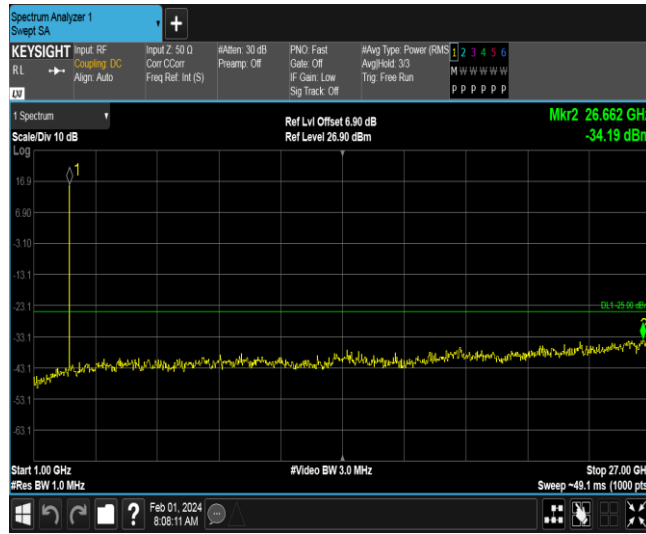 Spectrum Analyzer 1
Swept SA
KEYSIGHT Input: RF Input Z: 50 Ω #Atten: 30 dB PNO: Fast #Avg Type: Power (RMS 1 2 3 4 5 6
RL Coupling: DC Corr CCorr Preamp: Off Gate: Off Avg|Hold: 3/3 M W W W W W
Align: Auto Freq Ref: Int (S) IF Gain: Low Trig: Free Run
Sig Track: Off P P P P P P
LXI
1 Spectrum Ref Lvl Offset 6.90 dB Mkr2 26.662 GHz
Scale/Div 10 dB Ref Level 26.90 dBm -34.19 dBm
Log
1
16.9
6.90
-3.10
-13.1
-23.1 DL1 -25.00 dBm
2
-33.1
-43.1
-53.1
-63.1
Start 1.00 GHz #Video BW 3.0 MHz Stop 27.00 GH
#Res BW 1.0 MHz Sweep ~49.1 ms (1000 pts
? Feb 01, 2024
8:08:11 AM